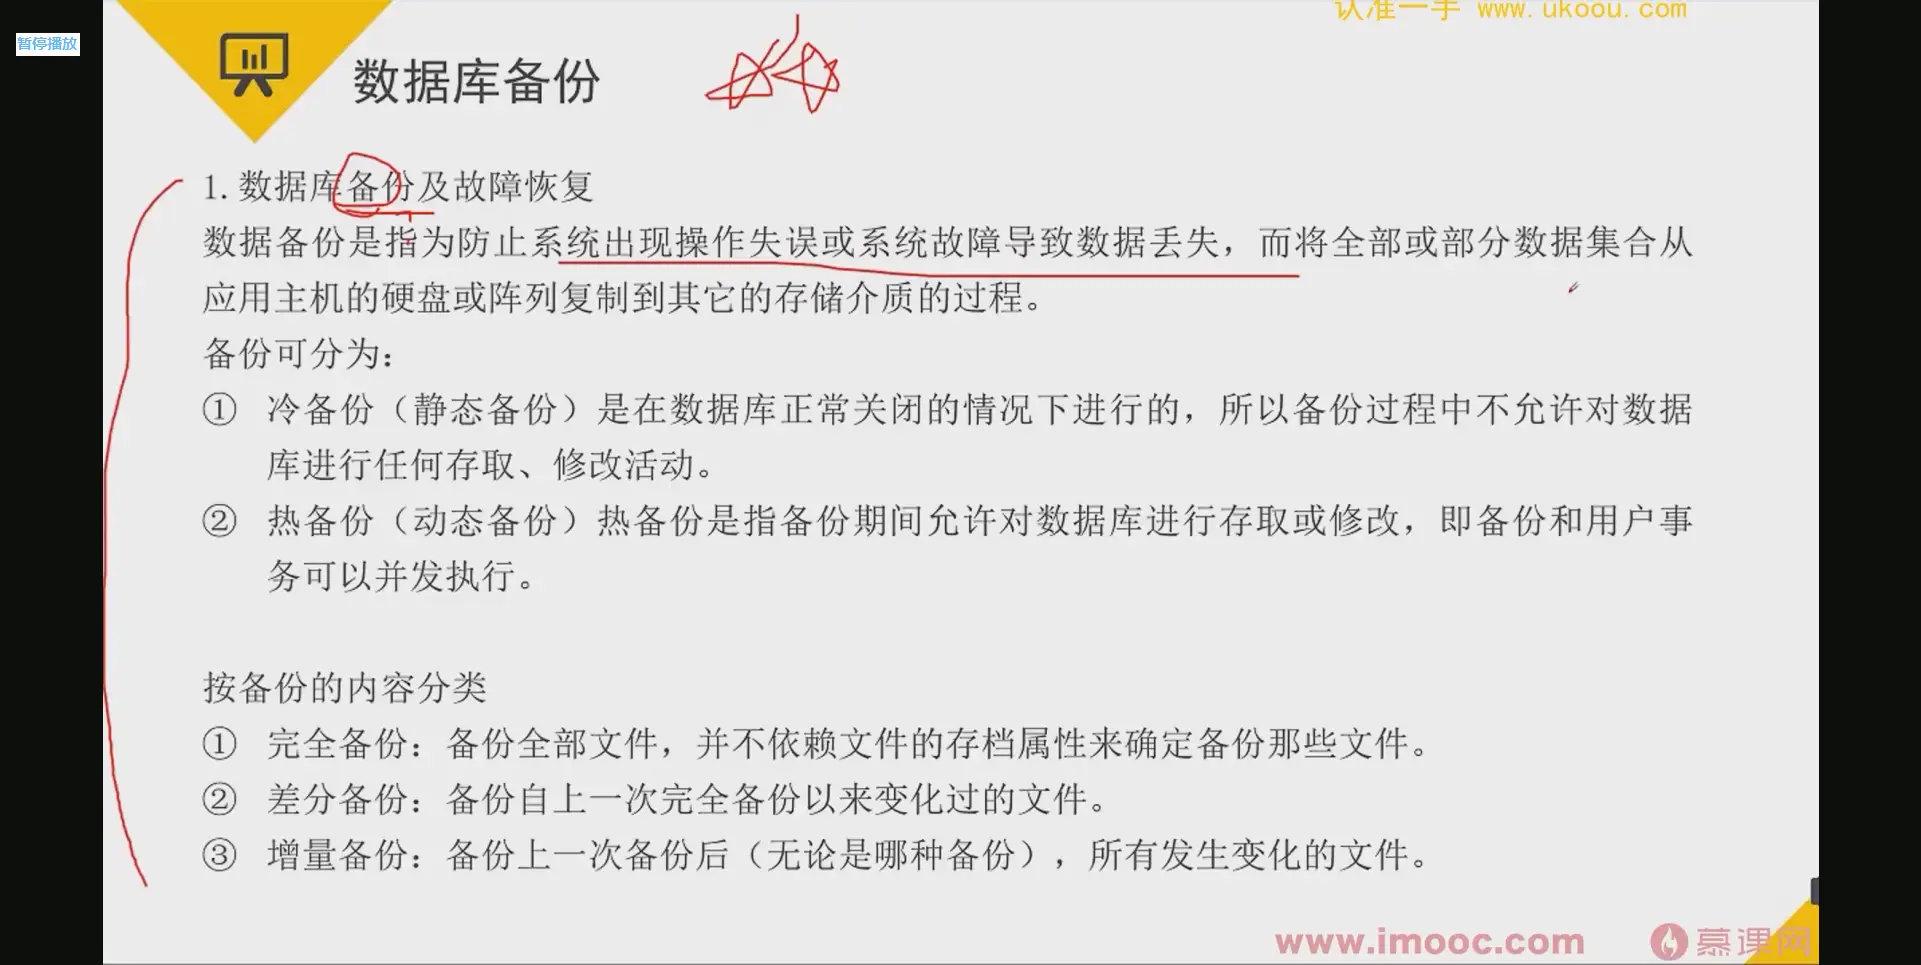 认准一手 www.ukoou.com
暂停播放
数据库备份
1.数据库备份及故障恢复
数据备份是指为防止系统出现操作失误或系统故障导致数据丢失，而将全部或部分数据集合从
应用主机的硬盘或阵列复制到其它的存储介质的过程。
备份可分为：
① 冷备份（静态备份）是在数据库正常关闭的情况下进行的，所以备份过程中不允许对数据
库进行任何存取、修改活动。
② 热备份（动态备份）热备份是指备份期间允许对数据库进行存取或修改，即备份和用户事
务可以并发执行。
按备份的内容分类
① 完全备份：备份全部文件，并不依赖文件的存档属性来确定备份那些文件。
② 差分备份：备份自上一次完全备份以来变化过的文件。
③ 增量备份：备份上一次备份后（无论是哪种备份），所有发生变化的文件。
www.imooc.com 慕课网